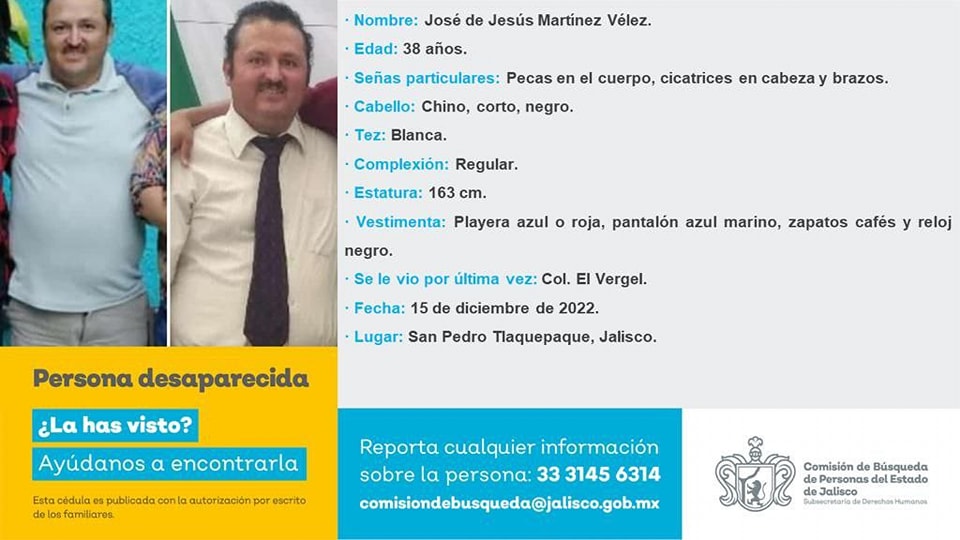 · Nombre: José de Jesús Martínez Vélez.
· Edad: 38 años.
· Señas particulares: Pecas en el cuerpo, cicatrices en cabeza y brazos.
· Cabello: Chino, corto, negro.
· Tez: Blanca.
· Complexión: Regular.
· Estatura: 163 cm.
· Vestimenta: Playera azul o roja, pantalón azul marino, zapatos cafés y reloj
negro.
· Se le vio por última vez: Col. El Vergel.
· Fecha: 15 de diciembre de 2022.
· Lugar: San Pedro Tlaquepaque, Jalisco.
Persona desaparecida
¿La has visto?
Ayúdanos a encontrarla
Esta cédula es publicada con la autorización por escrito
de los familiares.
Reporta cualquier información
sobre la persona: 33 3145 6314
comisiondebusqueda@jalisco.gob.mx
Comisión de Búsqueda
de Personas del Estado
de Jalisco
Subsecretaría de Derechos Humanos